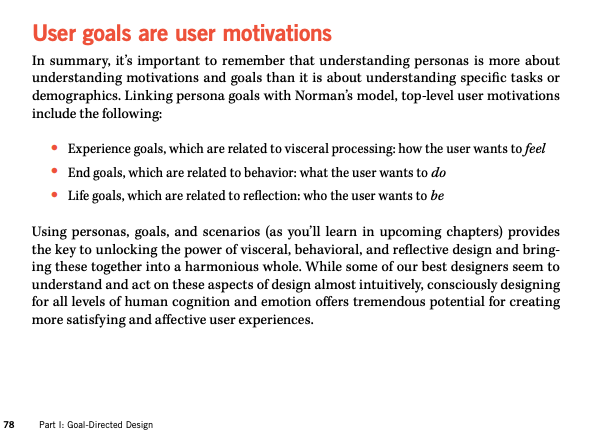 User goals are user motivations
In summary, it's important to remember that understanding personas is more about
understanding motivations and goals than it is about understanding specific tasks or
demographics. Linking persona goals with Norman's model, top-level user motivations
include the following:
• Experience goals, which are related to visceral processing: how the user wants to feel
• End goals, which are related to behavior: what the user wants to do
• Life goals, which are related to reflection: who the user wants to be
Using personas, goals, and scenarios (as you'll learn in upcoming chapters) provides
the key to unlocking the power of visceral, behavioral, and reflective design and bring-
ing these together into a harmonious whole. While some of our best designers seem to
understand and act on these aspects of design almost intuitively, consciously designing
for all levels of human cognition and emotion offers tremendous potential for creating
more satisfying and affective user experiences.
78 Part I: Goal-Directed Design